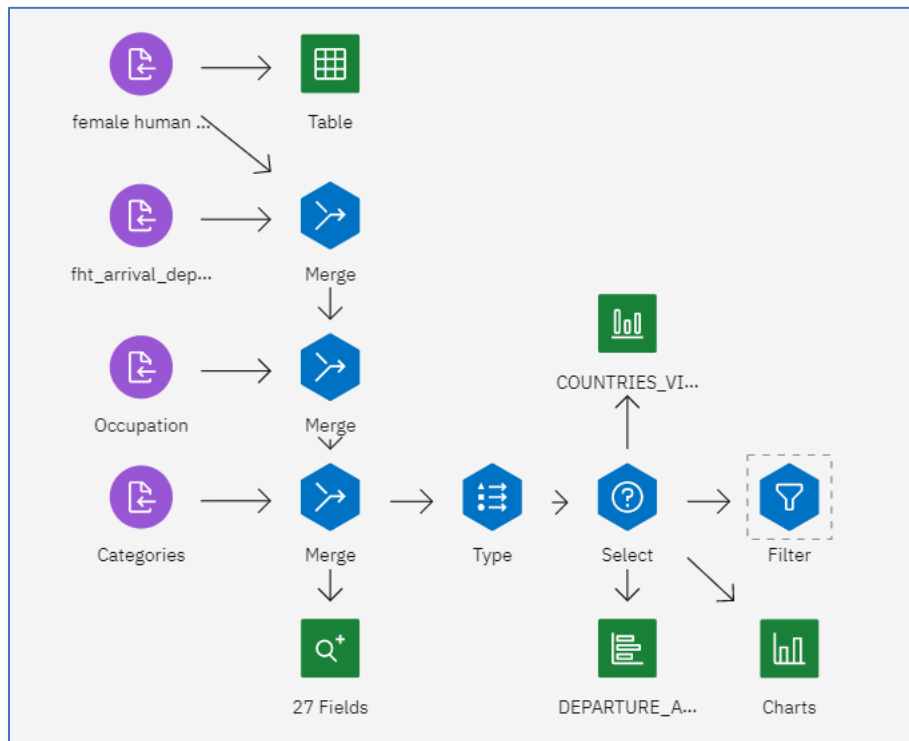 female human ...
Table
fht_arrival_dep...
Merge
COUNTRIES_VI...
Occupation
Merge
Categories
Merge
Type
Select
Filter
27 Fields
DEPARTURE_A...
Charts